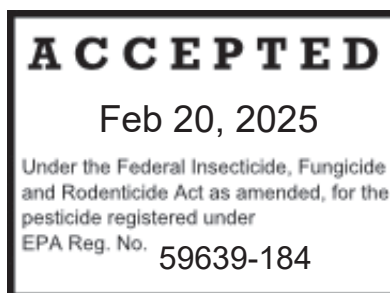 ACCEPTED
Feb 20, 2025
Under the Federal Insecticide, Fungicide
and Rodenticide Act as amended, for the
pesticide registered under
EPA Reg. No. 59639-184